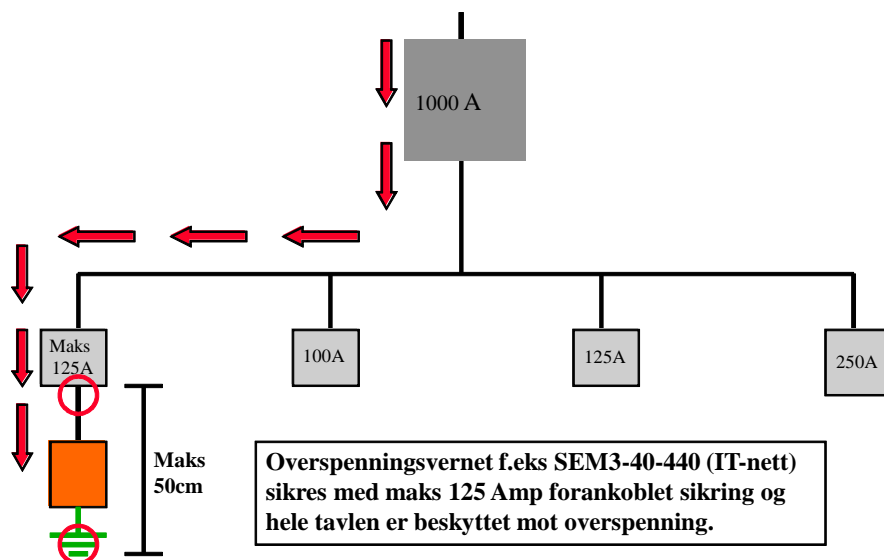 1000 A
Maks
125A
100A
125A
250A
Maks
50cm
Overspenningsvernet f.eks SEM3-40-440 (IT-nett)
sikres med maks 125 Amp forankoblet sikring og
hele tavlen er beskyttet mot overspenning.